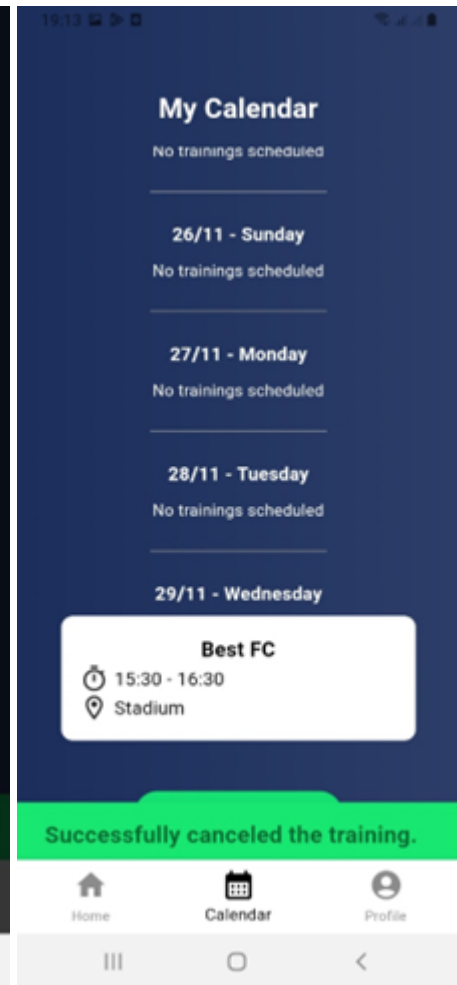 19:13
My Calendar
No trainings scheduled
26/11 - Sunday
No trainings scheduled
27/11 - Monday
No trainings scheduled
28/11 - Tuesday
No trainings scheduled
29/11 - Wednesday
Best FC
15:30 - 16:30
Stadium
Successfully canceled the training.
Home
Calendar
Profile